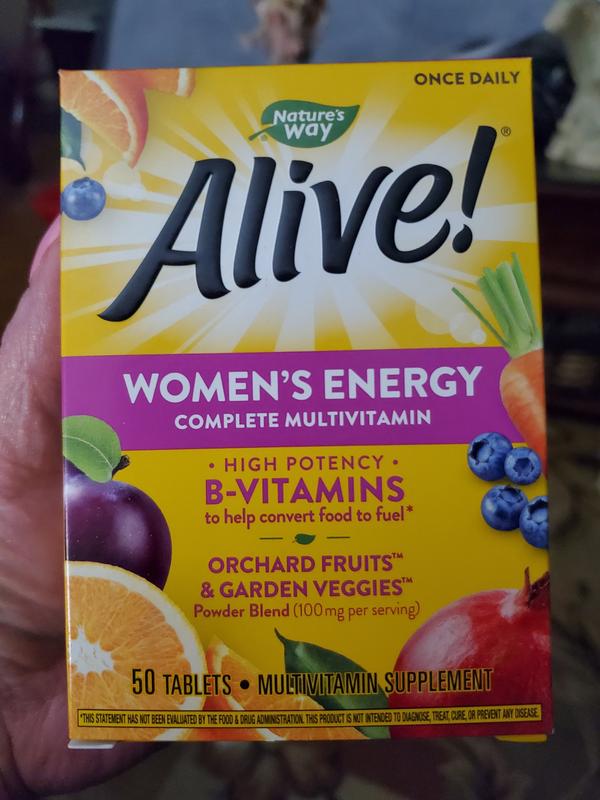 ONCE DAILY
Nature's
Way
Alive!®
WOMEN'S ENERGY
COMPLETE MULTIVITAMIN
• HIGH POTENCY •
B-VITAMINS
to help convert food to fuel*
ORCHARD FRUITS™
& GARDEN VEGGIES™
Powder Blend (100 mg per serving)
50 TABLETS • MULTIVITAMIN SUPPLEMENT
*THIS STATEMENT HAS NOT BEEN EVALUATED BY THE FOOD & DRUG ADMINISTRATION. THIS PRODUCT IS NOT INTENDED TO DIAGNOSE, TREAT, CURE, OR PREVENT ANY DISEASE.